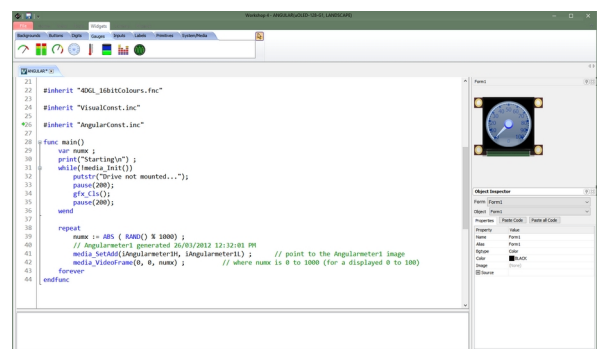 Workshop 4 - ANGULAR(uOLED-128-G1, LANDSCAPE)
File
Widgets
Backgrounds Buttons Digits Gauges Inputs Labels Primitives System/Media
ANGULAR*
21
22 #inherit "4DGL_16bitColours.fnc"
23
24 #inherit "VisualConst.inc"
25
26 #inherit "AngularConst.inc"
27
28 func main()
29 var numx ;
30 print("Starting\n") ;
31 while(!media_Init())
32 putstr("Drive not mounted...");
33 pause(200);
34 gfx_Cls();
35 pause(200);
36 wend
37
38 repeat
39 numx := ABS ( RAND() % 1000) ;
40 // Angularmeter1 generated 26/03/2012 12:32:01 PM
41 media_SetAdd(iAngularmeter1H, iAngularmeter1L) ; // point to the Angularmeter1 image
42 media_VideoFrame(0, 0, numx) ; // where numx is 0 to 1000 (for a displayed 0 to 100)
43 forever
44 endfunc
Form1
Object Inspector
Form Form1
Object Form1
Properties Paste Code Paste all Code
Property Value
Name Form1
Alias Form1
Bgtype Color
Color BLACK
Image (None)
Source